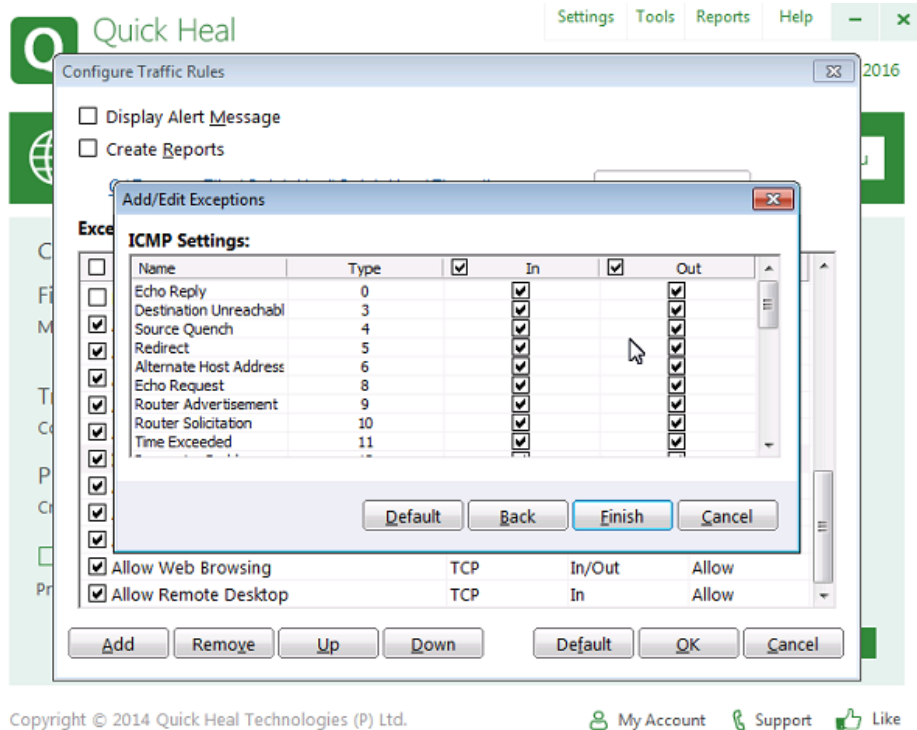 Settings Tools Reports Help
Quick Heal
2016
Configure Traffic Rules
Display Alert Message
Create Reports
Add/Edit Exceptions
Exce
ICMP Settings:
Name Type In Out
Echo Reply 0
Destination Unreachabl 3
Source Quench 4
Redirect 5
Alternate Host Address 6
Echo Request 8
Router Advertisement 9
Router Solicitation 10
Time Exceeded 11
Default Back Finish Cancel
Allow Web Browsing TCP In/Out Allow
Allow Remote Desktop TCP In Allow
Add Remove Up Down Default OK Cancel
Copyright © 2014 Quick Heal Technologies (P) Ltd. My Account Support Like